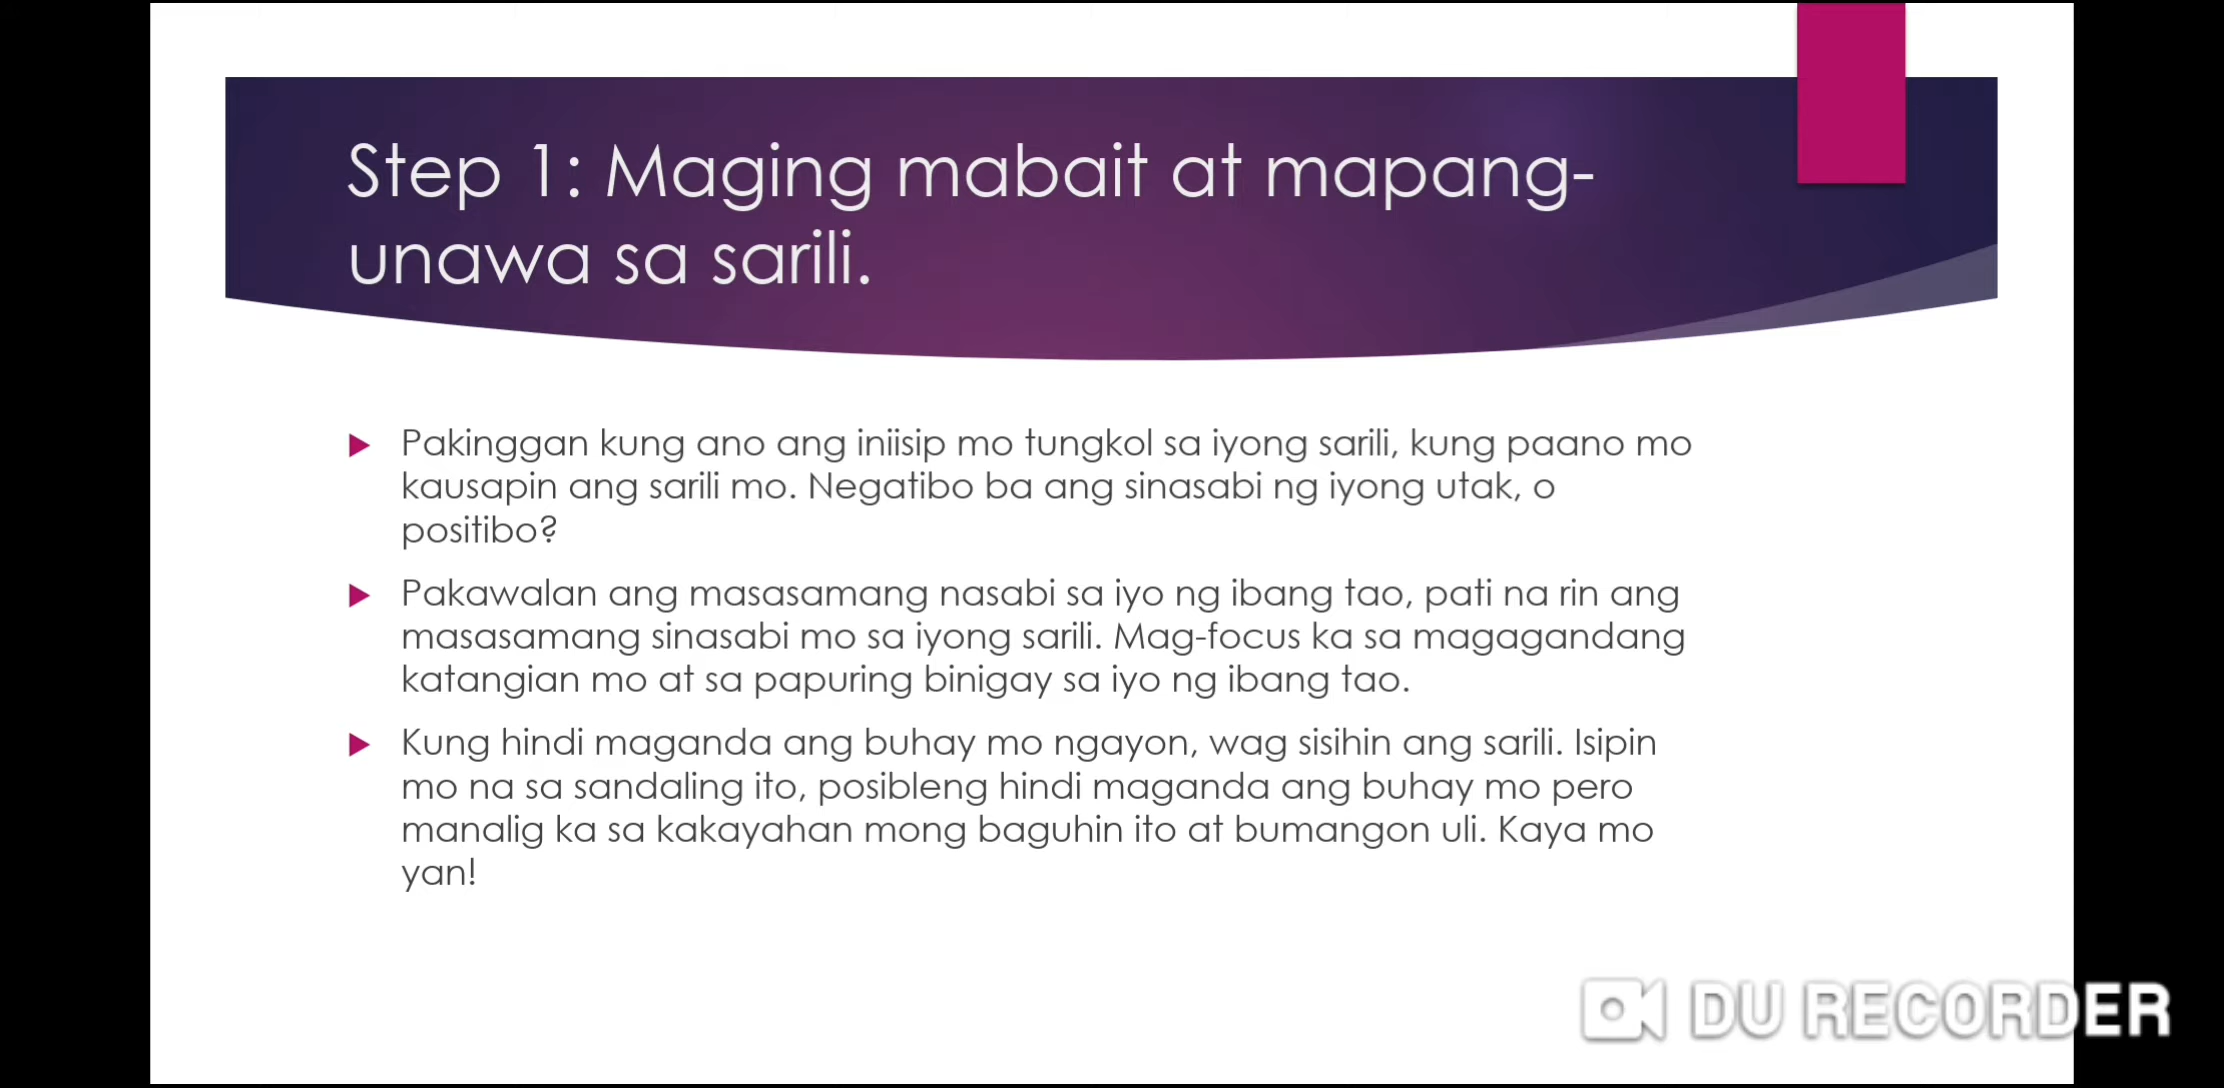 Step 1: Maging mabait at mapang-
unawa sa sarili.
Pakinggan kung ano ang iniisip mo tungkol sa iyong sarili, kung paano mo
kausapin ang sarili mo. Negatibo ba ang sinasabi ng iyong utak, o
positibo?
Pakawalan ang masasamang nasabi sa iyo ng ibang tao, pati na rin ang
masasamang sinasabi mo sa iyong sarili. Mag-focus ka sa magagandang
katangian mo at sa papuring binigay sa iyo ng ibang tao.
Kung hindi maganda ang buhay mo ngayon, wag sisihin ang sarili. Isipin
mo na sa sandaling ito, posibleng hindi maganda ang buhay mo pero
manalig ka sa kakayahan mong baguhin ito at bumangon uli. Kaya mo
yan!
DU RECORDER